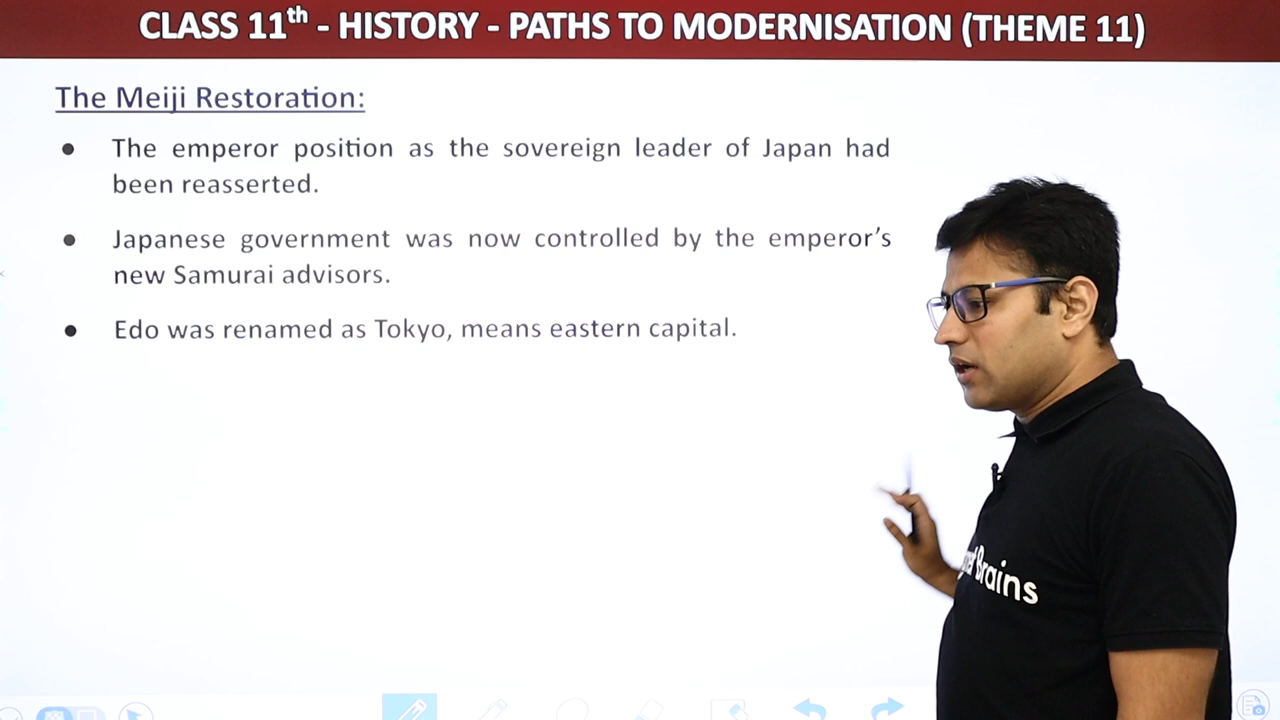 CLASS 11th - HISTORY - PATHS TO MODERNISATION (THEME 11)
The Meiji Restoration:
● The emperor position as the sovereign leader of Japan had
been reasserted.
● Japanese government was now controlled by the emperor's
new Samurai advisors.
● Edo was renamed as Tokyo, means eastern capital.
Brains